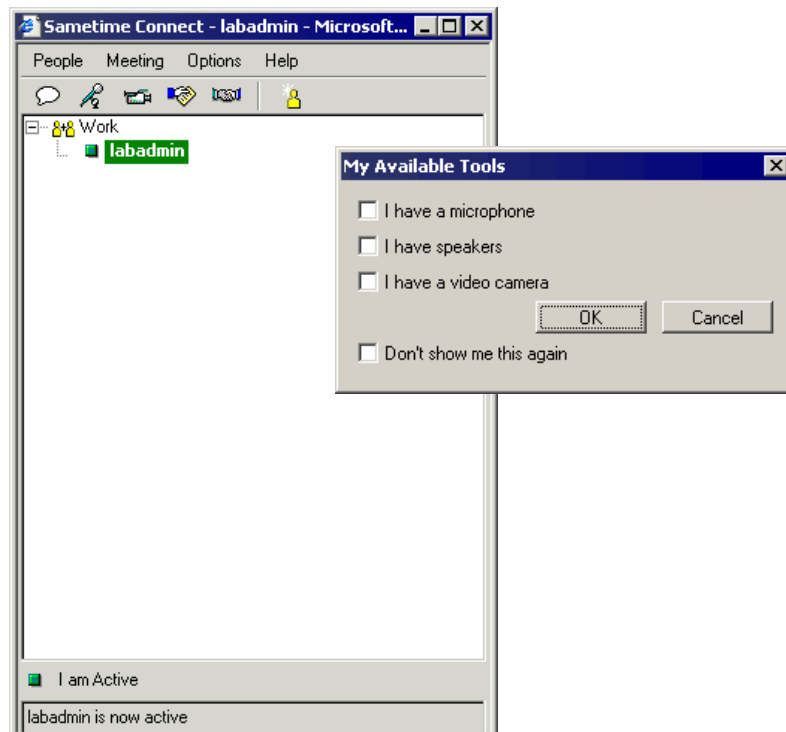 Sametime Connect - labadmin - Microsoft...
People Meeting Options Help
Work
labadmin
My Available Tools
I have a microphone
I have speakers
I have a video camera
OK Cancel
Don't show me this again
I am Active
labadmin is now active